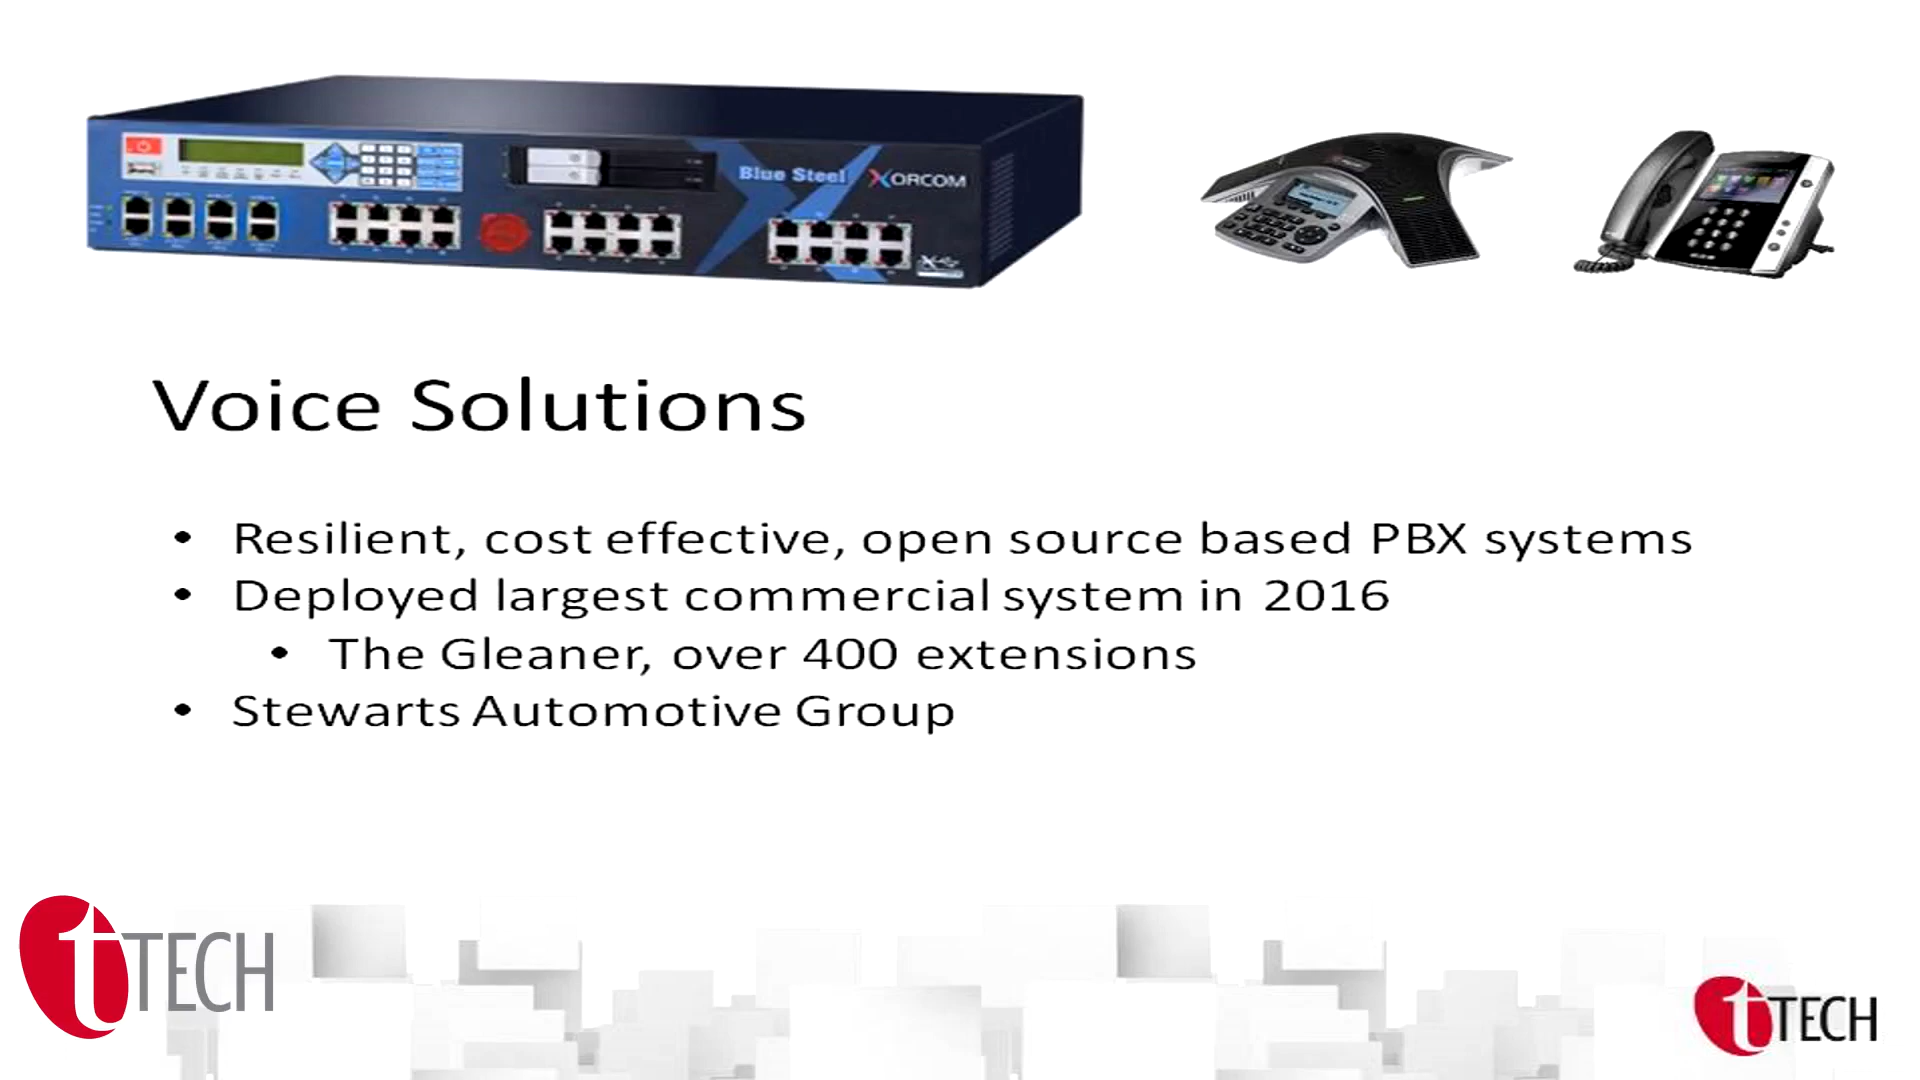 Blue Steel XORCOM
Voice Solutions
• Resilient, cost effective, open source based PBX systems
• Deployed largest commercial system in 2016
• The Gleaner, over 400 extensions
• Stewarts Automotive Group
tTECH
tTECH